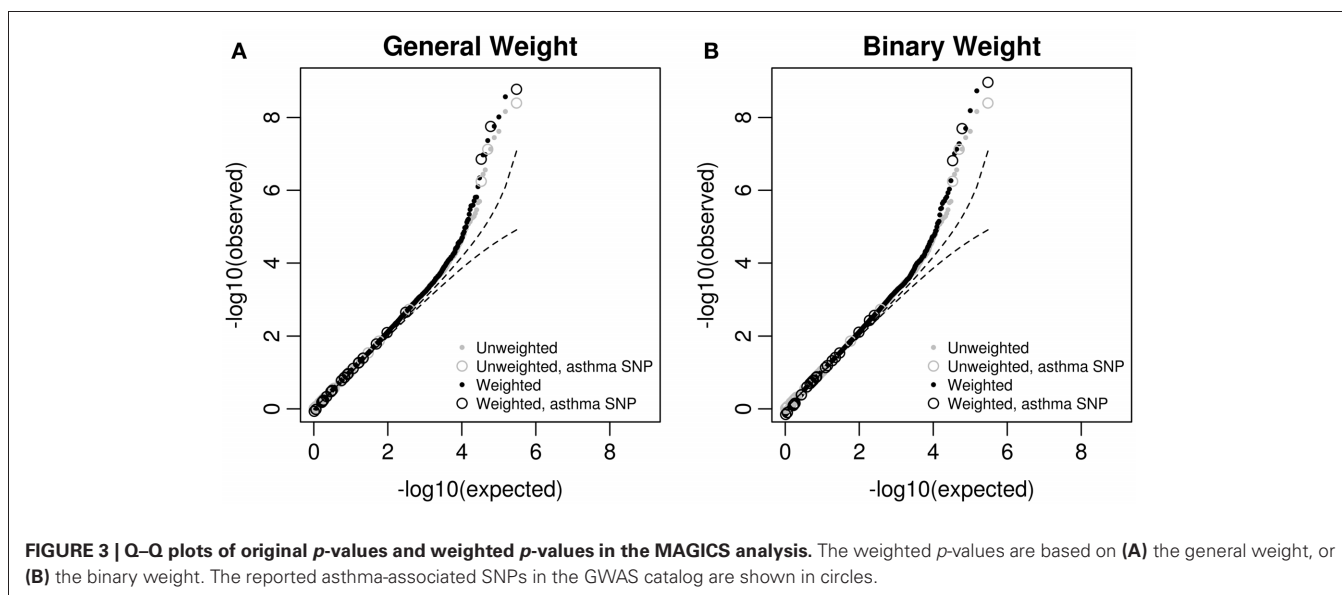 A
General Weight
-log10(observed)
8
6
4
2
0
Unweighted
Unweighted, asthma SNP
Weighted
Weighted, asthma SNP
0 2 4 6 8
-log10(expected)
B
Binary Weight
-log10(observed)
8
6
4
2
0
Unweighted
Unweighted, asthma SNP
Weighted
Weighted, asthma SNP
0 2 4 6 8
-log10(expected)
FIGURE 3 | Q–Q plots of original p-values and weighted p-values in the MAGICS analysis. The weighted p-values are based on (A) the general weight, or
(B) the binary weight. The reported asthma-associated SNPs in the GWAS catalog are shown in circles.